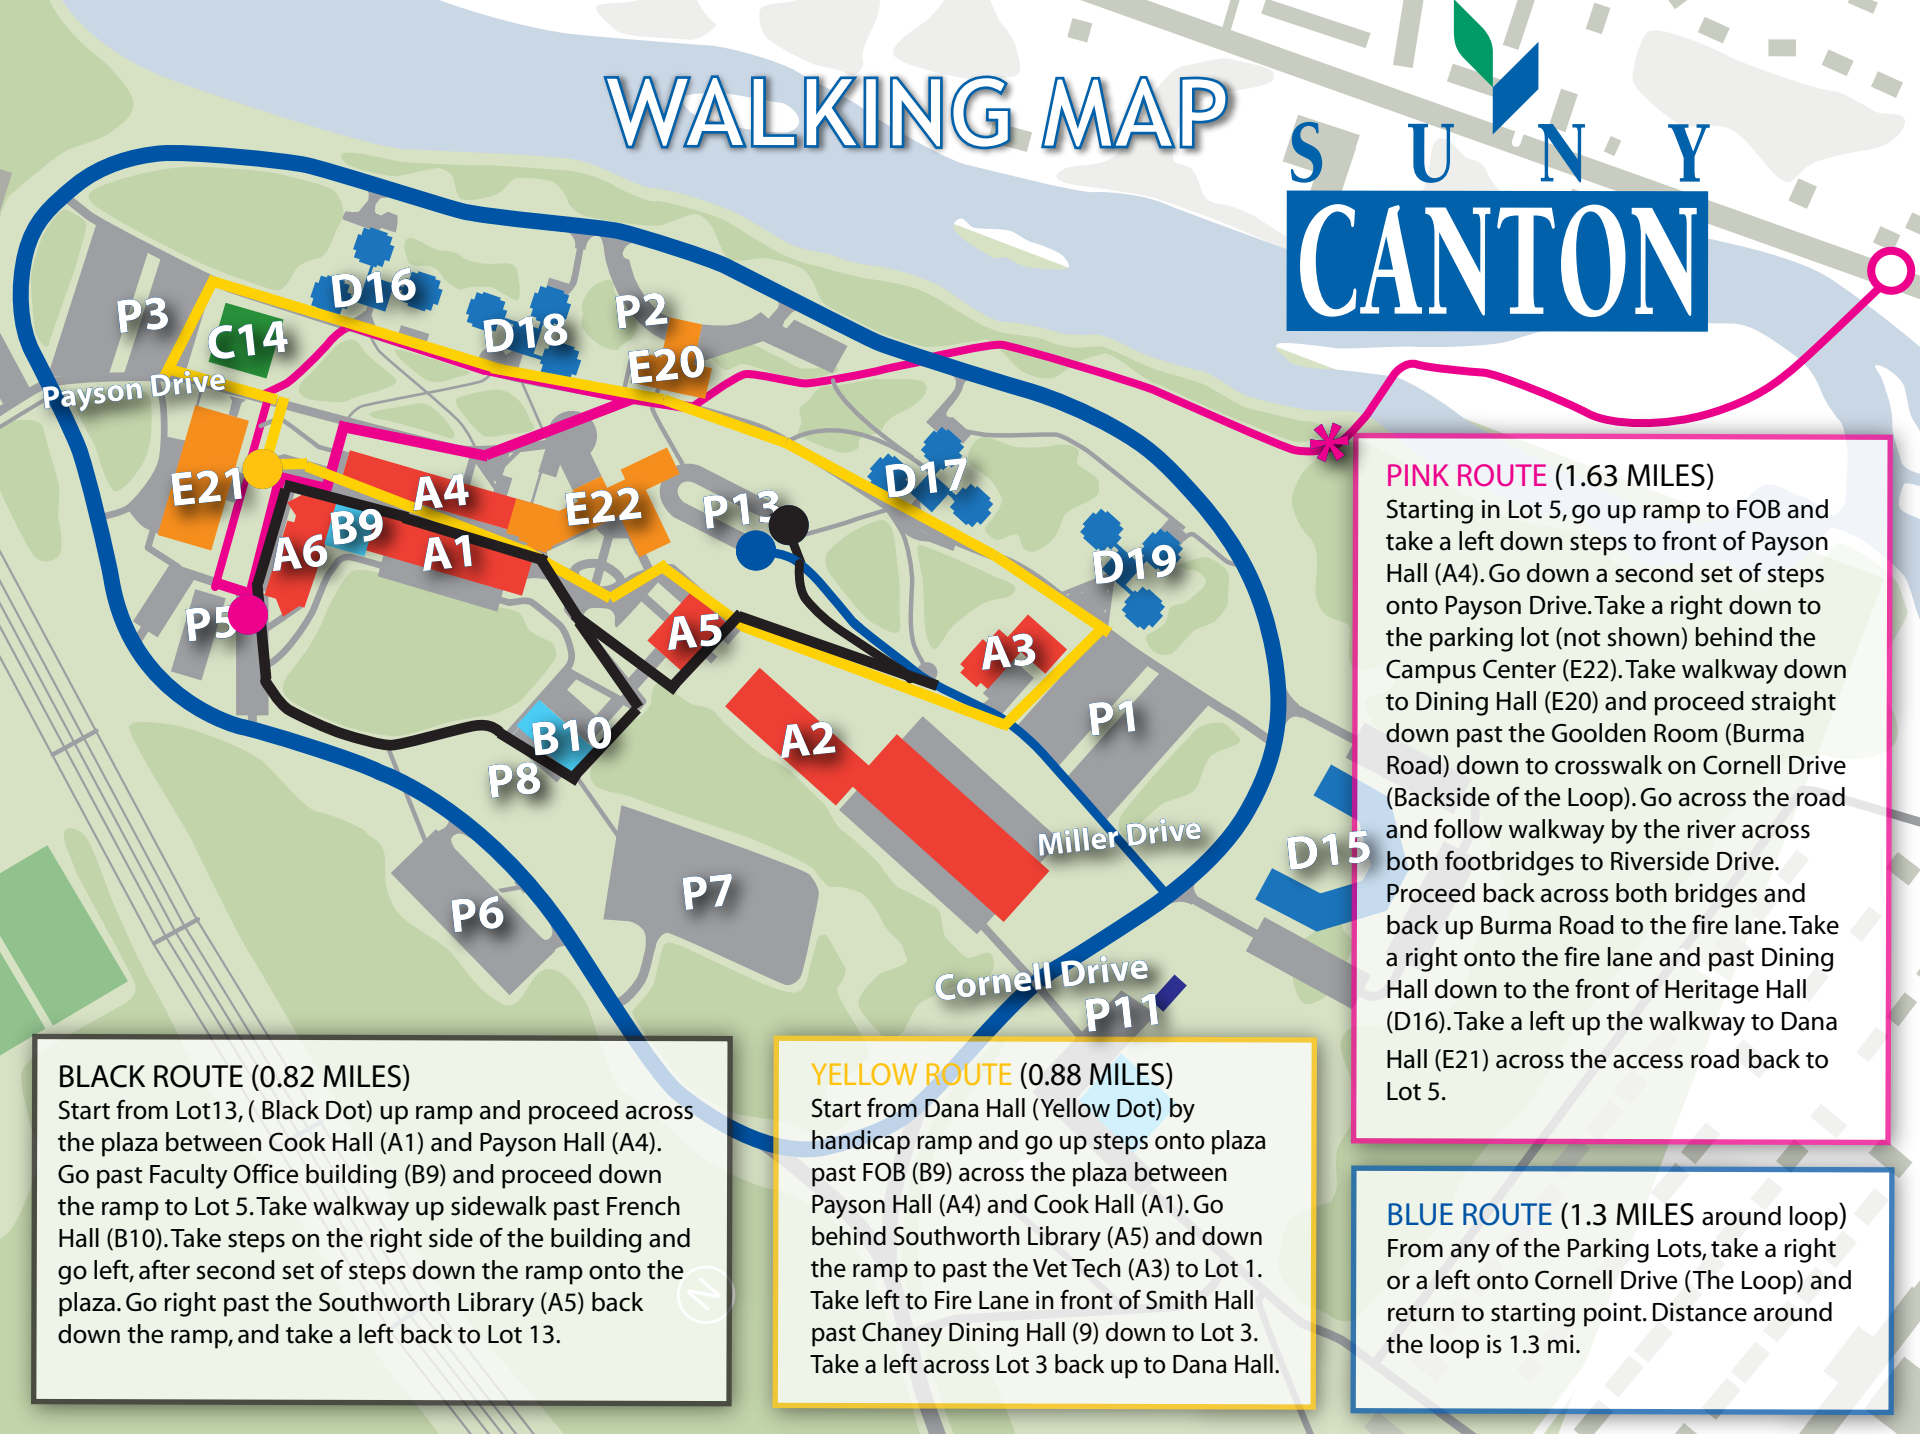 WALKING MAP
S U N Y
CANTON
D16
P3
P2
C14
D18
E20
Payson Drive
D17
E21
A4
E22
P13
B9
A6
A1
D19
P5
A5
A3
P1
B10
A2
P8
Miller Drive
D15
P6
P7
Cornell Drive
P11
N
PINK ROUTE (1.63 MILES)
Starting in Lot 5, go up ramp to FOB and
take a left down steps to front of Payson
Hall (A4). Go down a second set of steps
onto Payson Drive. Take a right down to
the parking lot (not shown) behind the
Campus Center (E22). Take walkway down
to Dining Hall (E20) and proceed straight
down past the Goolden Room (Burma
Road) down to crosswalk on Cornell Drive
(Backside of the Loop). Go across the road
and follow walkway by the river across
both footbridges to Riverside Drive.
Proceed back across both bridges and
back up Burma Road to the fire lane. Take
a right onto the fire lane and past Dining
Hall down to the front of Heritage Hall
(D16). Take a left up the walkway to Dana
Hall (E21) across the access road back to
Lot 5.
BLACK ROUTE (0.82 MILES)
Start from Lot13, ( Black Dot) up ramp and proceed across
the plaza between Cook Hall (A1) and Payson Hall (A4).
Go past Faculty Office building (B9) and proceed down
the ramp to Lot 5. Take walkway up sidewalk past French
Hall (B10). Take steps on the right side of the building and
go left, after second set of steps down the ramp onto the
plaza. Go right past the Southworth Library (A5) back
down the ramp, and take a left back to Lot 13.
YELLOW ROUTE (0.88 MILES)
Start from Dana Hall (Yellow Dot) by
handicap ramp and go up steps onto plaza
past FOB (B9) across the plaza between
Payson Hall (A4) and Cook Hall (A1). Go
behind Southworth Library (A5) and down
the ramp to past the Vet Tech (A3) to Lot 1.
Take left to Fire Lane in front of Smith Hall
past Chaney Dining Hall (9) down to Lot 3.
Take a left across Lot 3 back up to Dana Hall.
BLUE ROUTE (1.3 MILES around loop)
From any of the Parking Lots, take a right
or a left onto Cornell Drive (The Loop) and
return to starting point. Distance around
the loop is 1.3 mi.